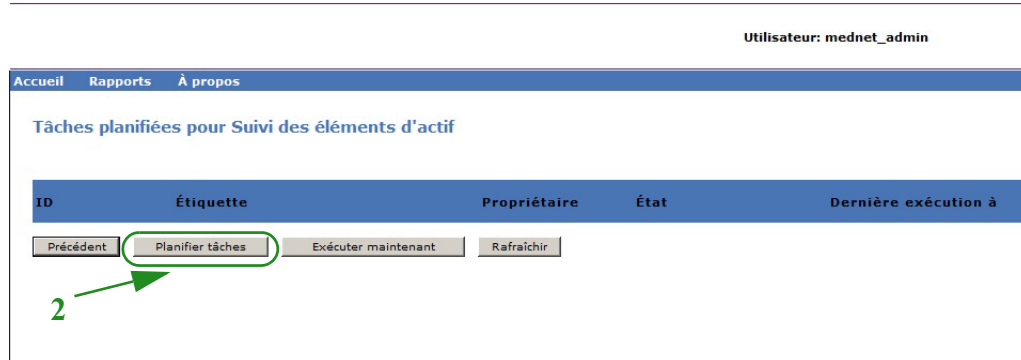 Utilisateur: mednet_admin
Accueil Rapports À propos
Tâches planifiées pour Suivi des éléments d'actif
ID Étiquette Propriétaire État Dernière exécution à
Précédent Planifier tâches Exécuter maintenant Rafraîchir
2